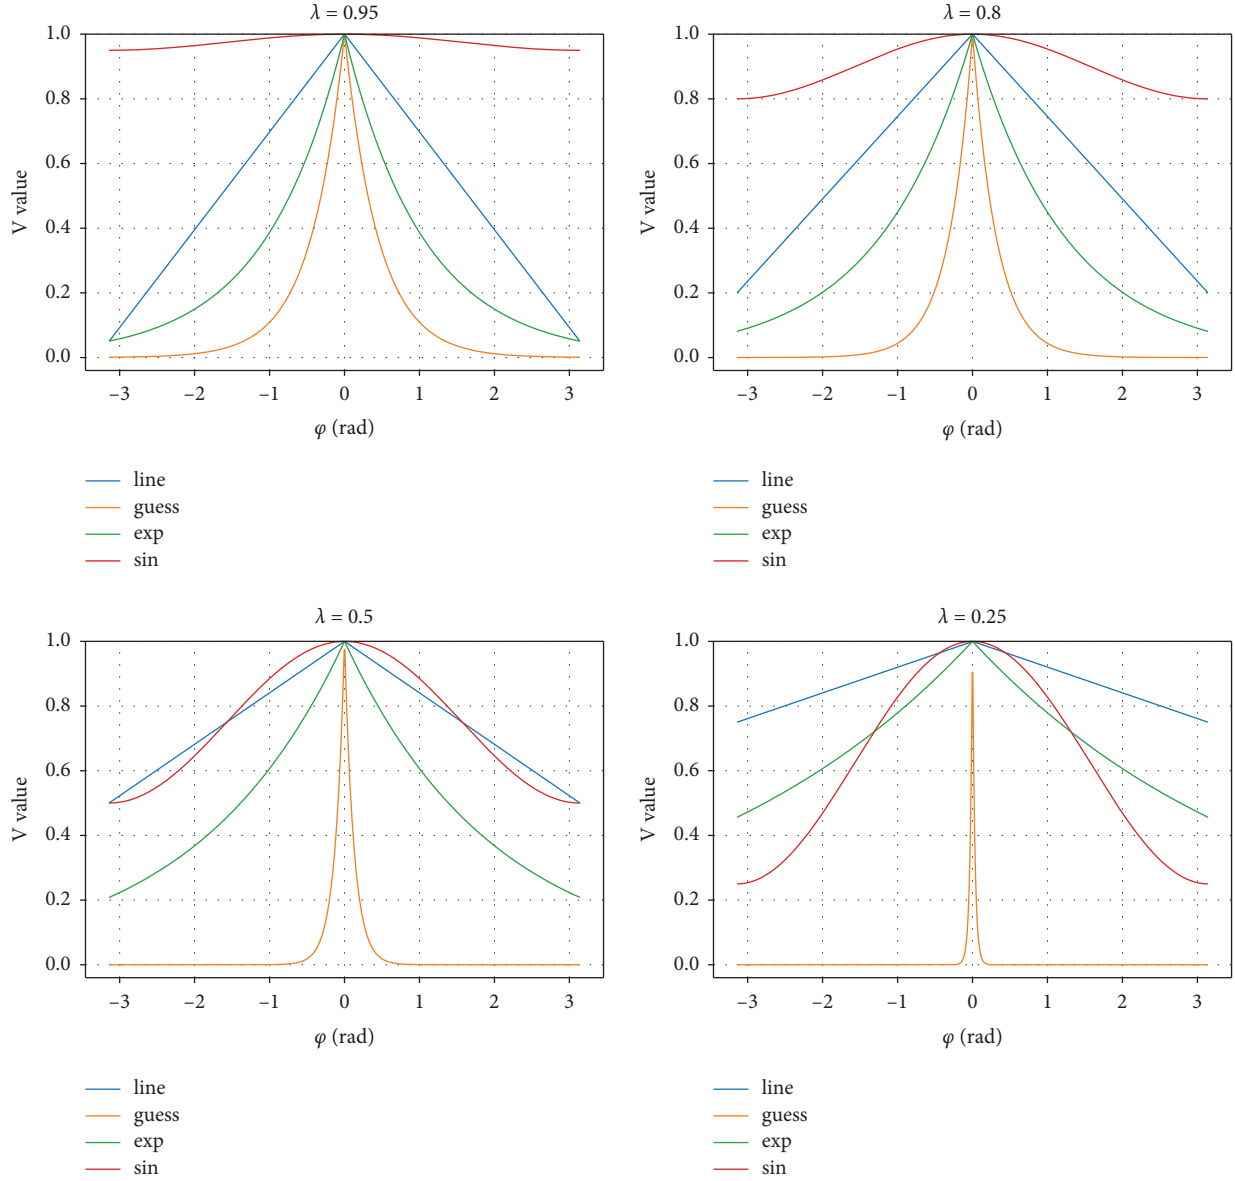 λ = 0.95
1.0
0.8
0.6
0.4
0.2
0.0
V value
–3 –2 –1 0 1 2 3
φ (rad)
line
guess
exp
sin
λ = 0.8
1.0
0.8
0.6
0.4
0.2
0.0
V value
–3 –2 –1 0 1 2 3
φ (rad)
line
guess
exp
sin
λ = 0.5
1.0
0.8
0.6
0.4
0.2
0.0
V value
–3 –2 –1 0 1 2 3
φ (rad)
line
guess
exp
sin
λ = 0.25
1.0
0.8
0.6
0.4
0.2
0.0
V value
–3 –2 –1 0 1 2 3
φ (rad)
line
guess
exp
sin